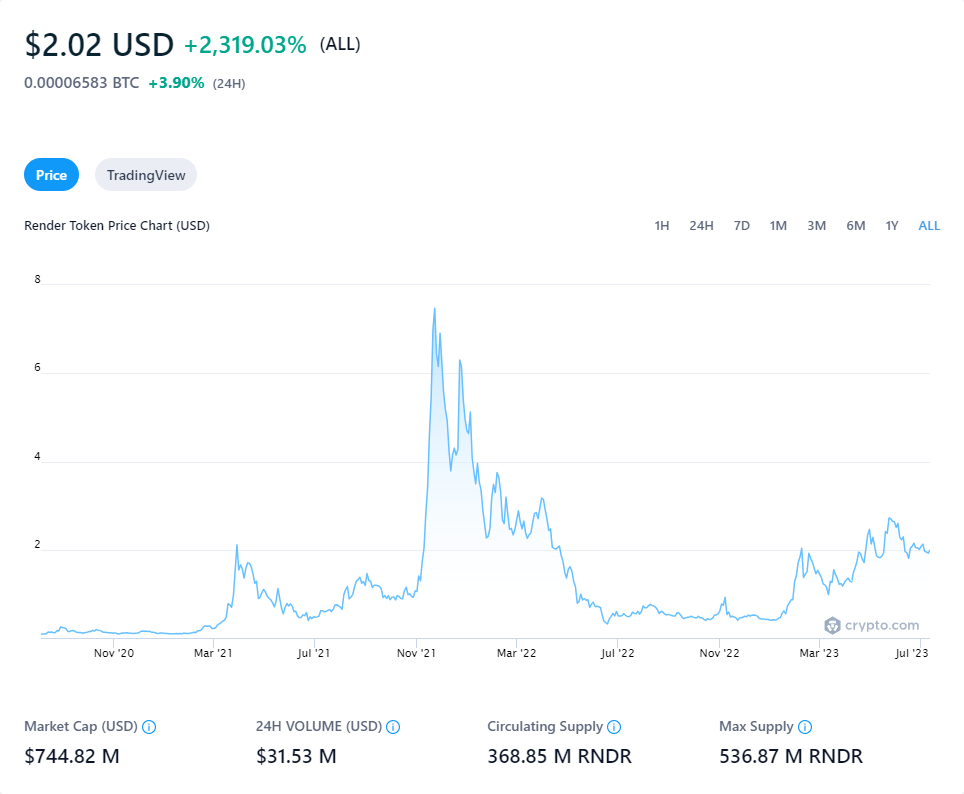 $2.02 USD +2,319.03% (ALL)
0.00006583 BTC +3.90% (24H)
Price TradingView
Render Token Price Chart (USD) 1H 24H 7D 1M 3M 6M 1Y ALL
8
6
4
2
crypto.com
Nov '20 Mar '21 Jul '21 Nov '21 Mar '22 Jul '22 Nov '22 Mar '23 Jul '23
Market Cap (USD) 24H VOLUME (USD) Circulating Supply Max Supply
$744.82 M $31.53 M 368.85 M RNDR 536.87 M RNDR